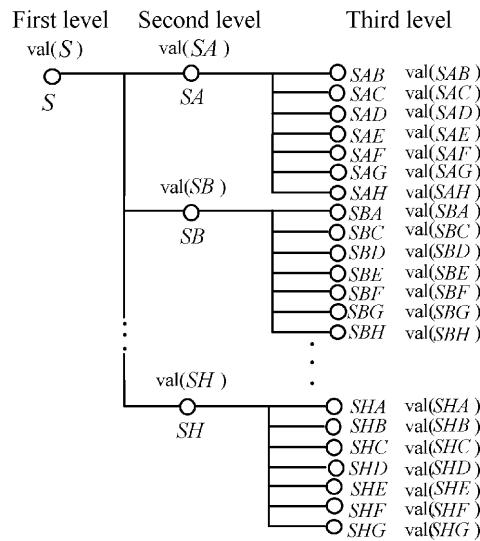 First level Second level Third level
val(S) val(SA)
S SA
SAB val(SAB)
SAC val(SAC)
SAD val(SAD)
SAE val(SAE)
SAF val(SAF)
SAG val(SAG)
SAH val(SAH)
val(SB)
SB
SBA val(SBA)
SBC val(SBC)
SBD val(SBD)
SBE val(SBE)
SBF val(SBF)
SBG val(SBG)
SBH val(SBH)
val(SH)
SH
SHA val(SHA)
SHB val(SHB)
SHC val(SHC)
SHD val(SHD)
SHE val(SHE)
SHF val(SHF)
SHG val(SHG)